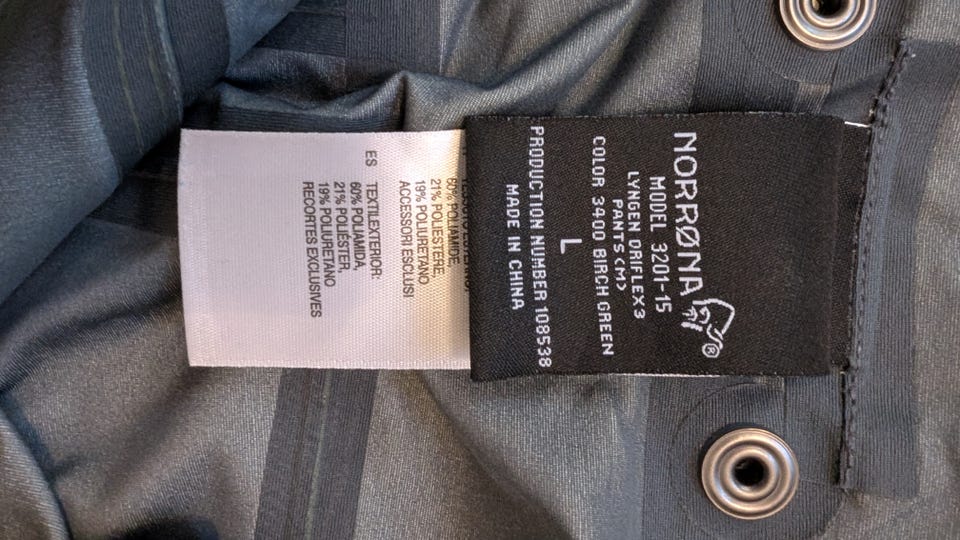 NORRØNA ®
MODEL 3201-15
LYNGEN DRIFLEX3
PANTS(M)
COLOR 3400 BIRCH GREEN
L
PRODUCTION NUMBER 108538
MADE IN CHINA
60% POLIAMIDE,
21% POLIESTERE,
19% POLIURETANO
ACCESSORI ESCLUSI
ES TEXTILEXTERIOR:
60% POLIAMIDA,
21% POLIÉSTER,
19% POLIURETANO
RECORTES EXCLUSIVES